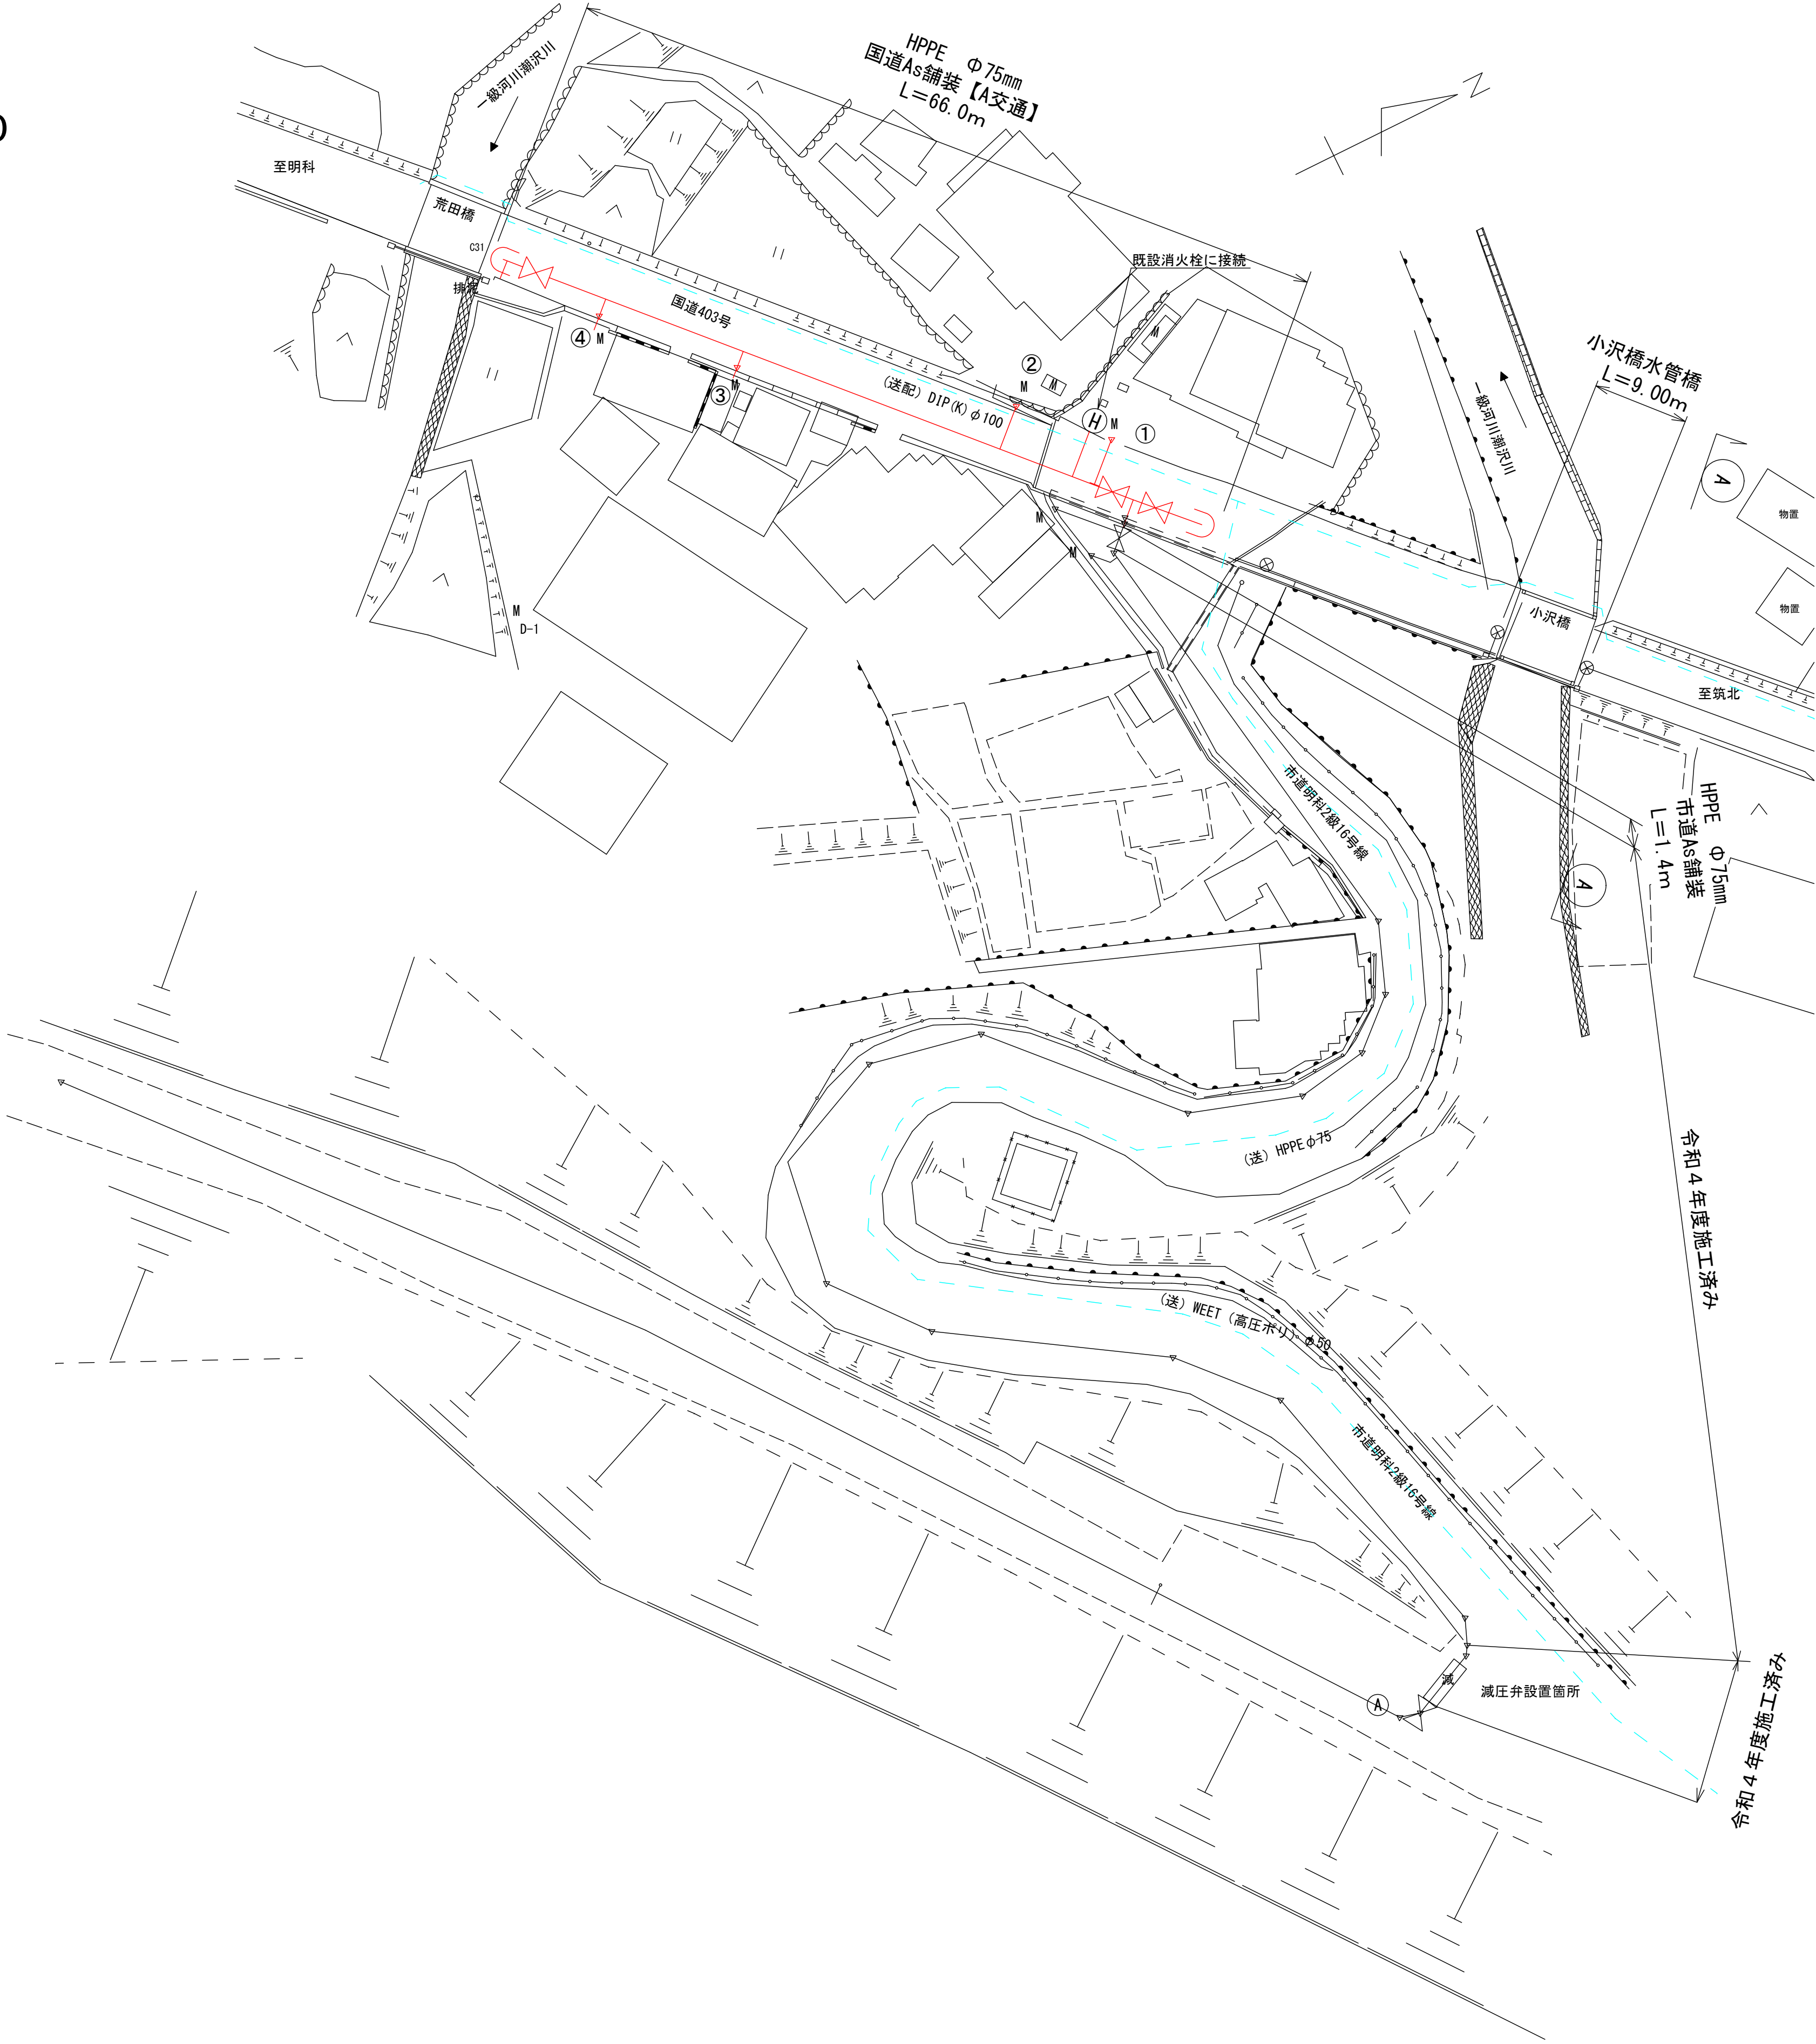 HPPE Φ75mm
国道As舗装【A交通】
L=66.0m
N
一級河川潮沢川
至明科
荒田橋
C31
排泥
国道403号
既設消火栓に接続
④ M
③
M
(送配) DIP(K)φ100
②
M
M
M
H
M
①
小沢橋水管橋
L=9.00m
一級河川潮沢川
A
物置
物置
小沢橋
至筑北
M
M
M
D-1
HPPE Φ75mm
市道As舗装
L=1.4m
A
市道明科2級16号線
(送) HPPEφ75
令和4年度施工済み
(送) WEET (高圧ポリ) φ50
市道明科2級16号線
減
減圧弁設置箇所
A
令和4年度施工済み